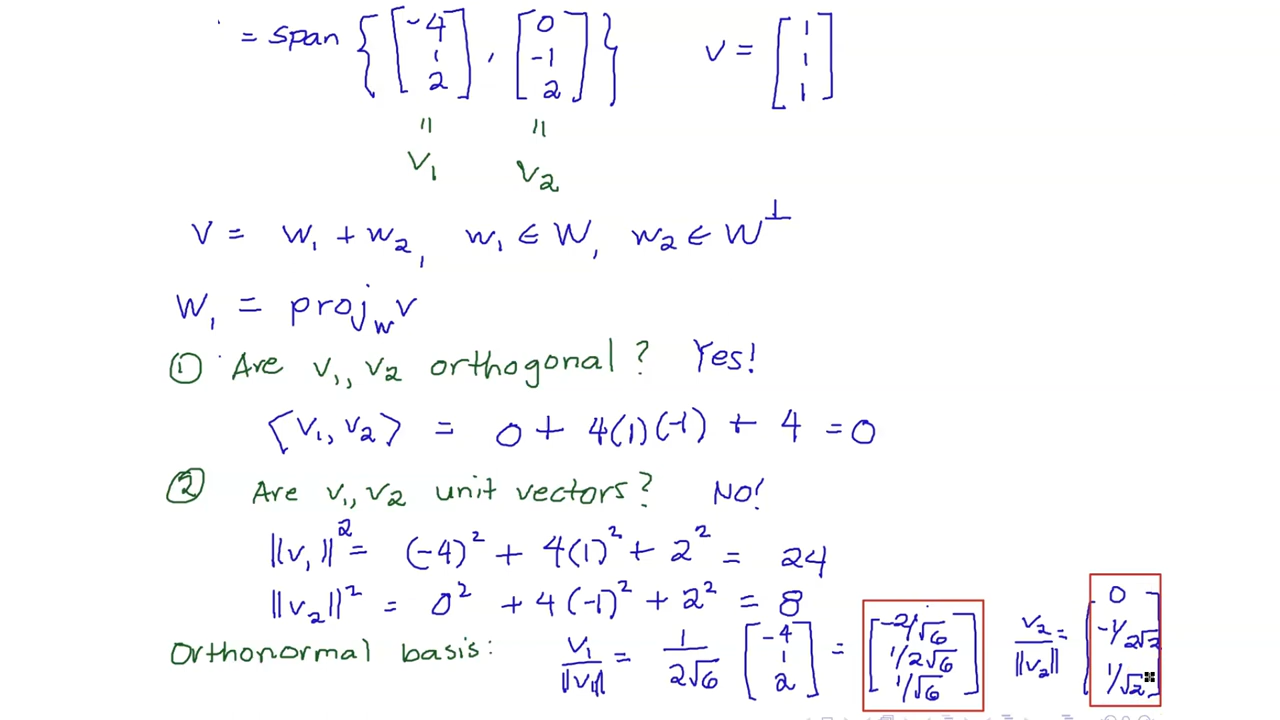 = span { [-4 1 2], [0 -1 2] } v = [1 1 1]
= =
v₁ v₂
v = w₁ + w₂, w₁ ∈ W, w₂ ∈ W^⊥
w₁ = proj_W v
① Are v₁, v₂ orthogonal? Yes!
⟨v₁, v₂⟩ = 0 + 4(1)(-1) + 4 = 0
② Are v₁, v₂ unit vectors? No!
||v₁||² = (-4)² + 4(1)² + 2² = 24
||v₂||² = 0² + 4(-1)² + 2² = 8
Orthonormal basis: v₁/||v₁|| = 1/2√6 [-4 1 2] = [-2/√6 1/2√6 1/√6] v₂/||v₂|| = [0 -1/2√2 1/√2]